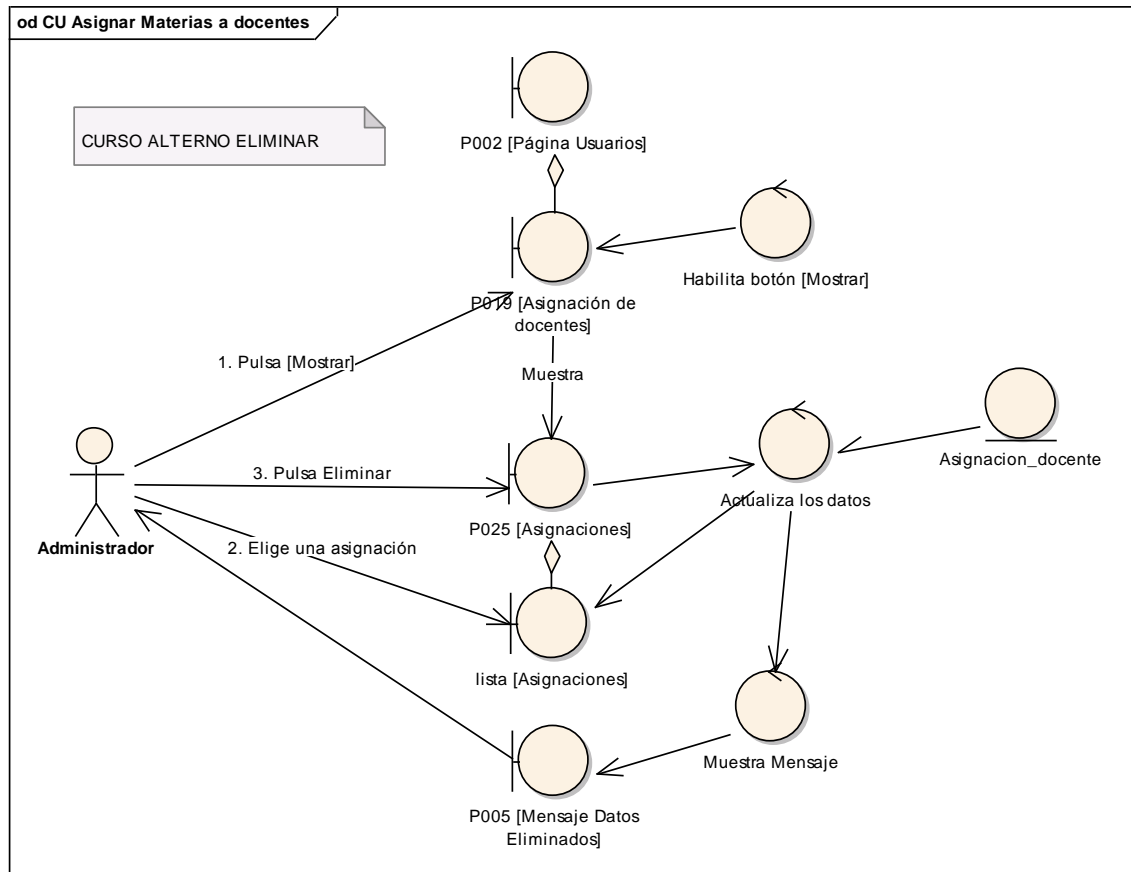 od CU Asignar Materias a docentes
CURSO ALTERNO ELIMINAR
P002 [Página Usuarios]
Habilita botón [Mostrar]
P019 [Asignación de
docentes]
1. Pulsa [Mostrar]
Muestra
Asignacion_docente
3. Pulsa Eliminar
Actualiza los datos
P025 [Asignaciones]
Administrador
2. Elige una asignación
lista [Asignaciones]
Muestra Mensaje
P005 [Mensaje Datos
Eliminados]